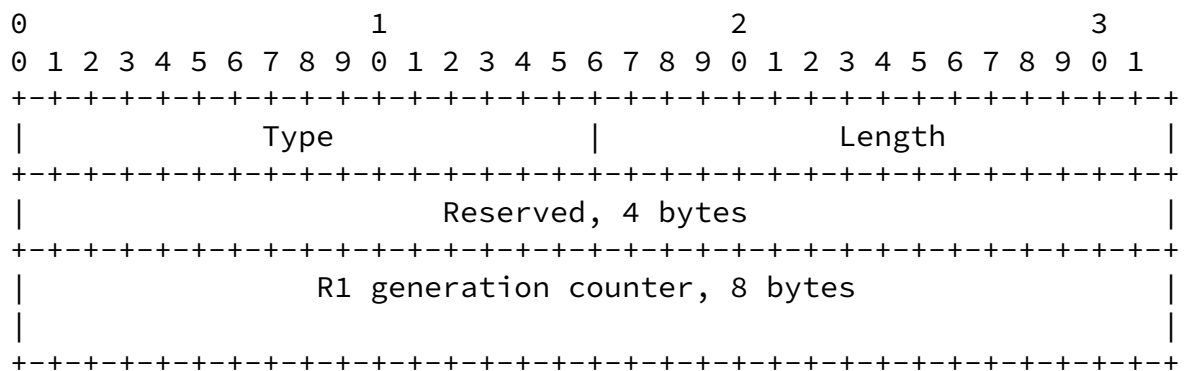 0                   1                   2                   3
0 1 2 3 4 5 6 7 8 9 0 1 2 3 4 5 6 7 8 9 0 1 2 3 4 5 6 7 8 9 0 1
+-+-+-+-+-+-+-+-+-+-+-+-+-+-+-+-+-+-+-+-+-+-+-+-+-+-+-+-+-+-+-+-+
|             Type              |             Length            |
+-+-+-+-+-+-+-+-+-+-+-+-+-+-+-+-+-+-+-+-+-+-+-+-+-+-+-+-+-+-+-+-+
|                       Reserved, 4 bytes                       |
+-+-+-+-+-+-+-+-+-+-+-+-+-+-+-+-+-+-+-+-+-+-+-+-+-+-+-+-+-+-+-+-+
|                R1 generation counter, 8 bytes                 |
|                                                               |
+-+-+-+-+-+-+-+-+-+-+-+-+-+-+-+-+-+-+-+-+-+-+-+-+-+-+-+-+-+-+-+-+